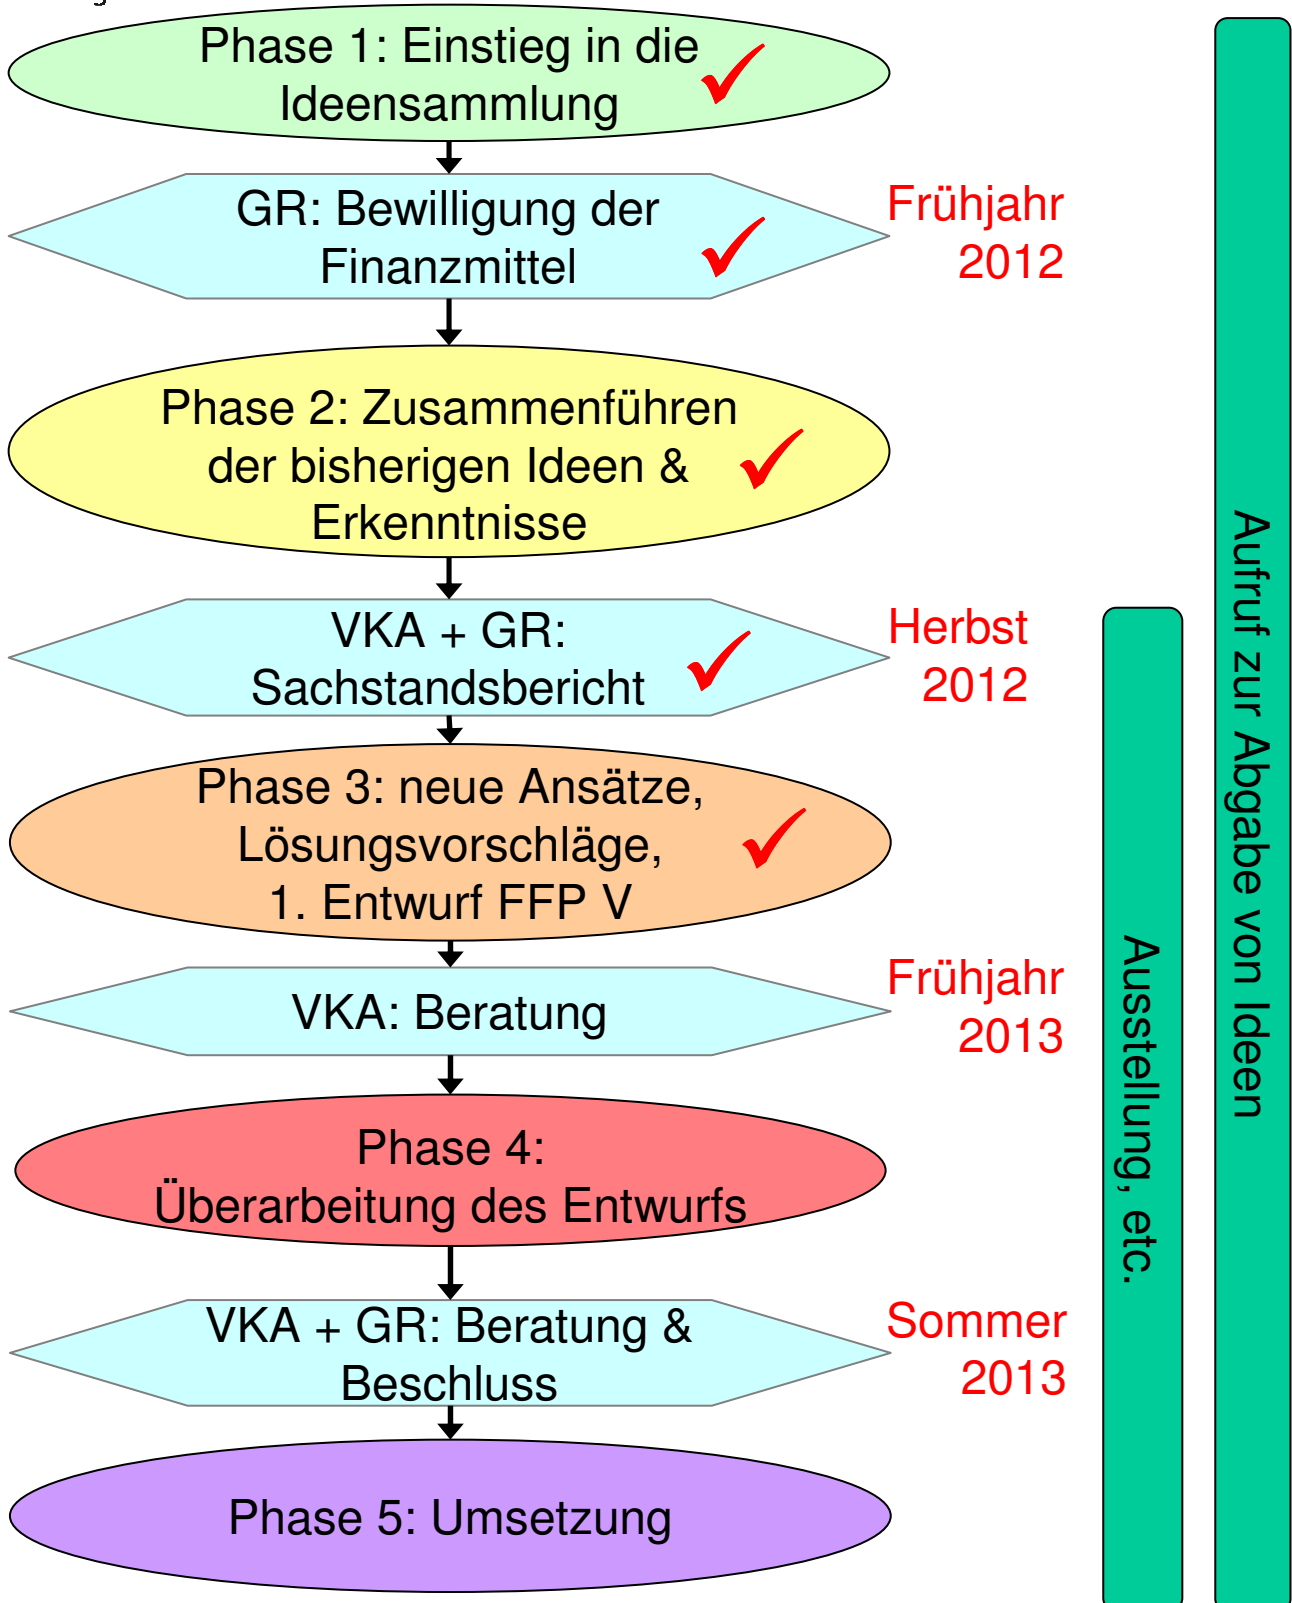 Phase 1: Einstieg in die
Ideensammlung
GR: Bewilligung der
Finanzmittel
Frühjahr
2012
Phase 2: Zusammenführen
der bisherigen Ideen &
Erkenntnisse
VKA + GR:
Sachstandsbericht
Herbst
2012
Phase 3: neue Ansätze,
Lösungsvorschläge,
1. Entwurf FFP V
VKA: Beratung
Frühjahr
2013
Phase 4:
Überarbeitung des Entwurfs
VKA + GR: Beratung &
Beschluss
Sommer
2013
Phase 5: Umsetzung
Ausstellung, etc.
Aufruf zur Abgabe von Ideen